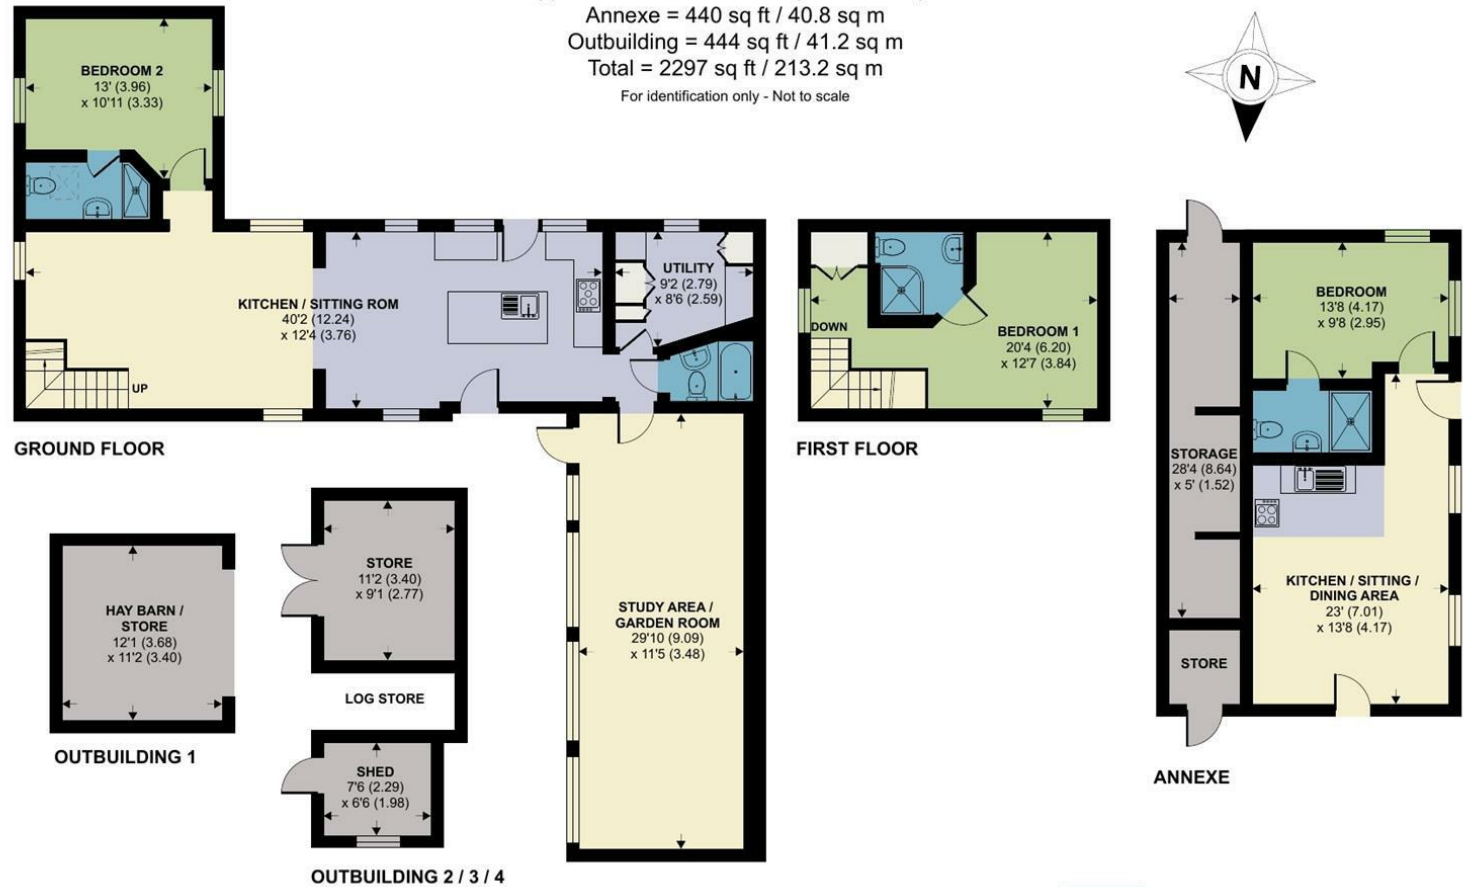 Annexe = 440 sq ft / 40.8 sq m
Outbuilding = 444 sq ft / 41.2 sq m
Total = 2297 sq ft / 213.2 sq m
For identification only - Not to scale
N
BEDROOM 2
13' (3.96)
x 10'11 (3.33)
KITCHEN / SITTING ROM
40'2 (12.24)
x 12'4 (3.76)
UTILITY
9'2 (2.79)
x 8'6 (2.59)
UP
GROUND FLOOR
DOWN
BEDROOM 1
20'4 (6.20)
x 12'7 (3.84)
FIRST FLOOR
BEDROOM
13'8 (4.17)
x 9'8 (2.95)
STORAGE
28'4 (8.64)
x 5' (1.52)
KITCHEN / SITTING /
DINING AREA
23' (7.01)
x 13'8 (4.17)
STORE
ANNEXE
HAY BARN /
STORE
12'1 (3.68)
x 11'2 (3.40)
OUTBUILDING 1
STORE
11'2 (3.40)
x 9'1 (2.77)
LOG STORE
SHED
7'6 (2.29)
x 6'6 (1.98)
OUTBUILDING 2 / 3 / 4
STUDY AREA /
GARDEN ROOM
29'10 (9.09)
x 11'5 (3.48)